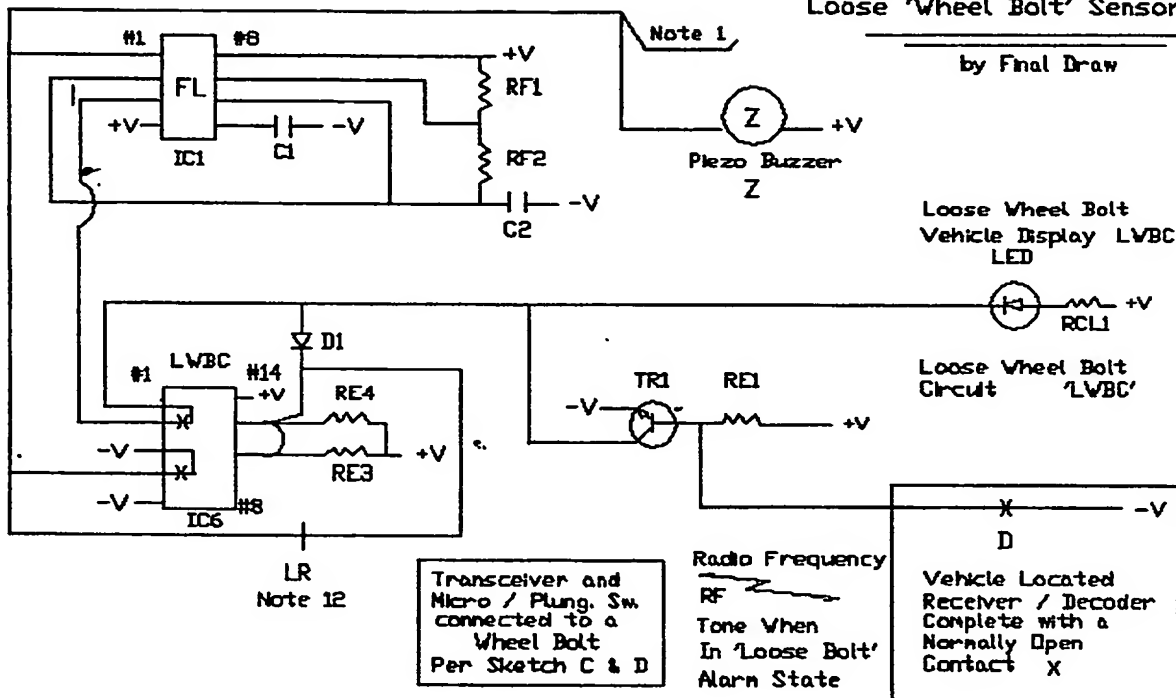 Loose 'Wheel Bolt' Sensor
by Final Draw
Note 1
#1
#8
+V
FL
RF1
+V
C1
-V
IC1
RF2
C2
-V
Z
+V
Piezo Buzzer
Z
Loose Wheel Bolt
Vehicle Display LWBC
LED
RCL1
+V
Loose Wheel Bolt
Circuit 'LWBC'
D1
LWBC
#1
#14
+V
RE4
X
-V
RE3
+V
X
-V
#8
IC6
LR
Note 12
TR1
RE1
-V
+V
X
-V
D
Vehicle Located
Receiver / Decoder
Complete with a
Normally Open
Contact X
Transceiver and
Micro / Plung. Sw.
connected to a
Wheel Bolt
Per Sketch C & D
Radio Frequency
RF
Tone When
In 'Loose Bolt'
Alarm State